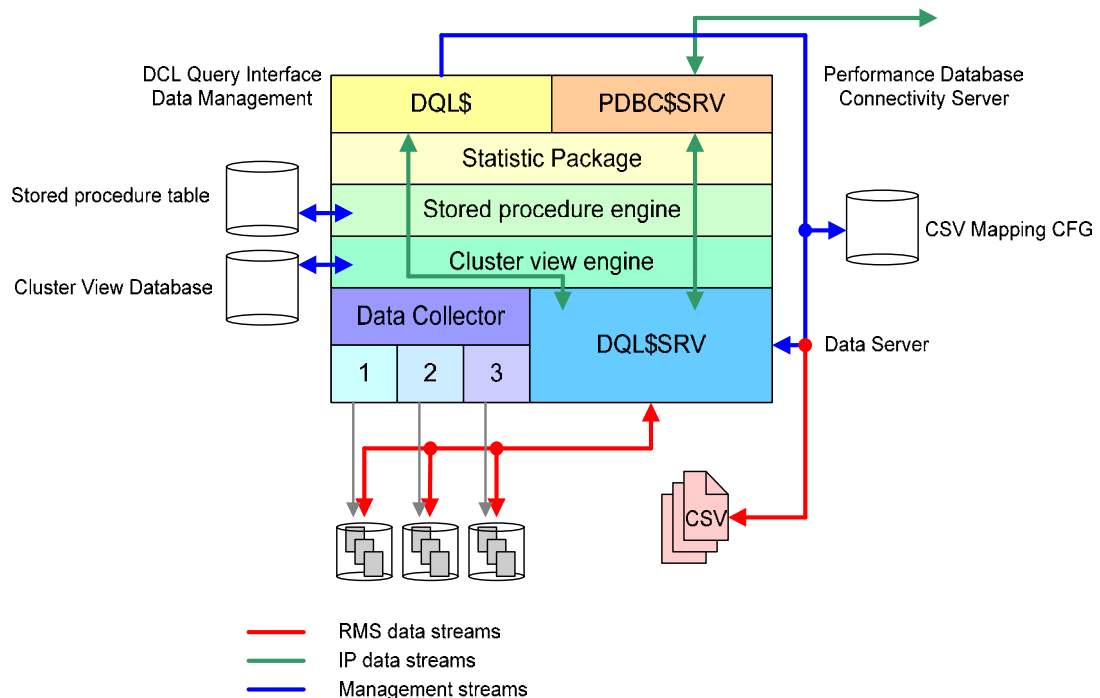 DCL Query Interface
Data Management
DQL$
PDBC$SRV
Performance Database
Connectivity Server
Statistic Package
Stored procedure table
Stored procedure engine
CSV Mapping CFG
Cluster view engine
Cluster View Database
Data Collector
DQL$SRV
Data Server
1
2
3
CSV
RMS data streams
IP data streams
Management streams